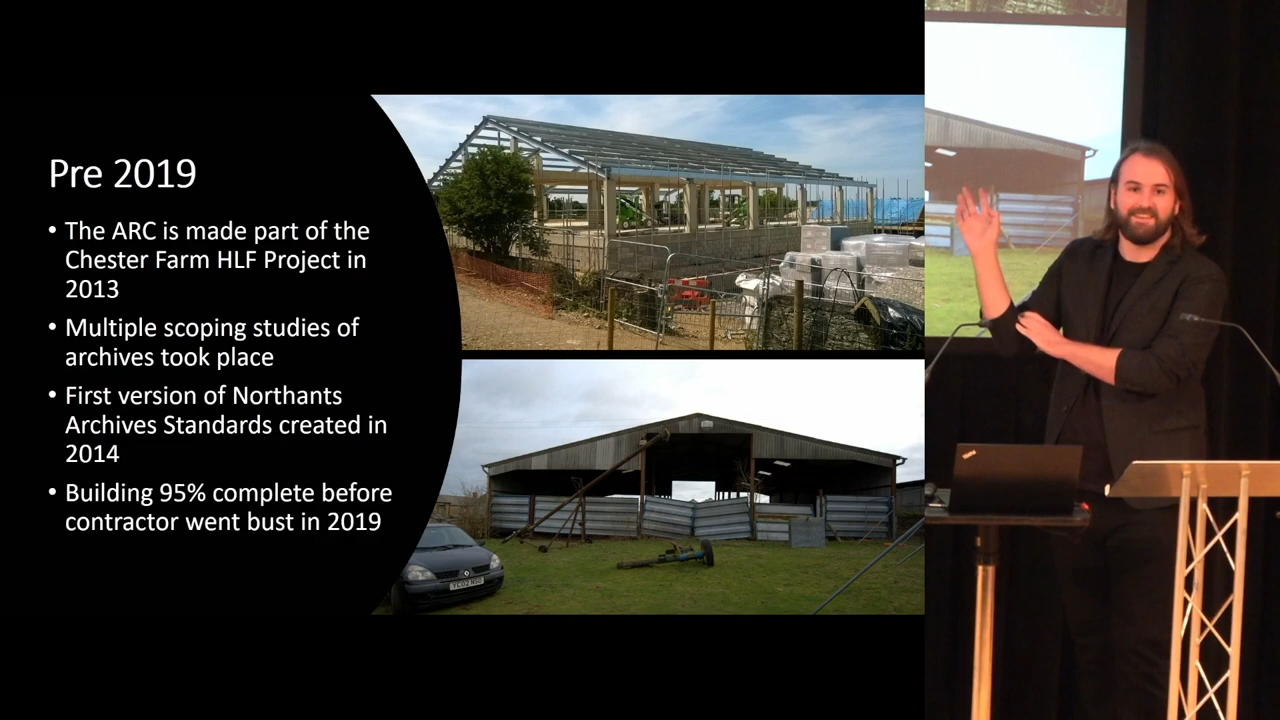 Pre 2019
• The ARC is made part of the
Chester Farm HLF Project in
2013
• Multiple scoping studies of
archives took place
• First version of Northants
Archives Standards created in
2014
• Building 95% complete before
contractor went bust in 2019